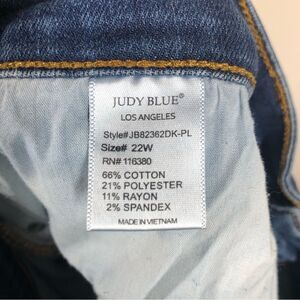 JUDY BLUE®
LOS ANGELES
Style#JB82362DK-PL
Size# 22W
RN# 116380
66% COTTON
21% POLYESTER
11% RAYON
2% SPANDEX
MADE IN VIETNAM